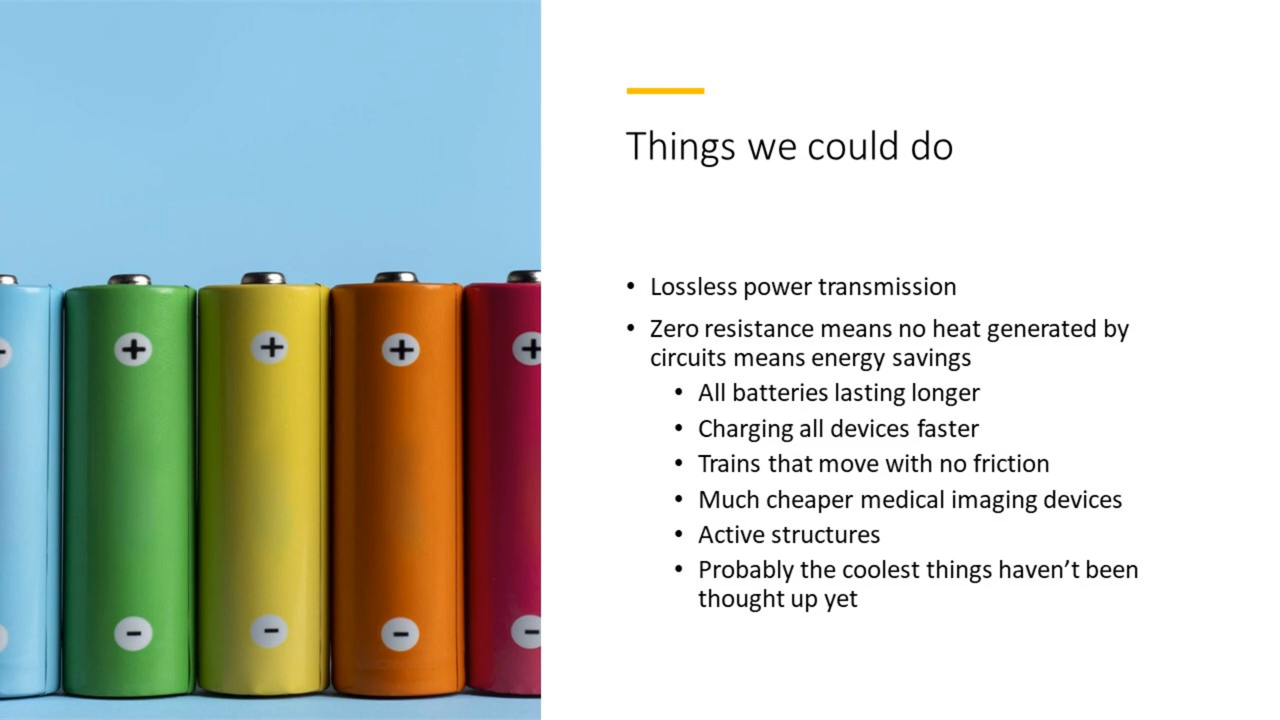 Things we could do
• Lossless power transmission
• Zero resistance means no heat generated by
circuits means energy savings
• All batteries lasting longer
• Charging all devices faster
• Trains that move with no friction
• Much cheaper medical imaging devices
• Active structures
• Probably the coolest things haven’t been
thought up yet
+ + + + +
- - - - -